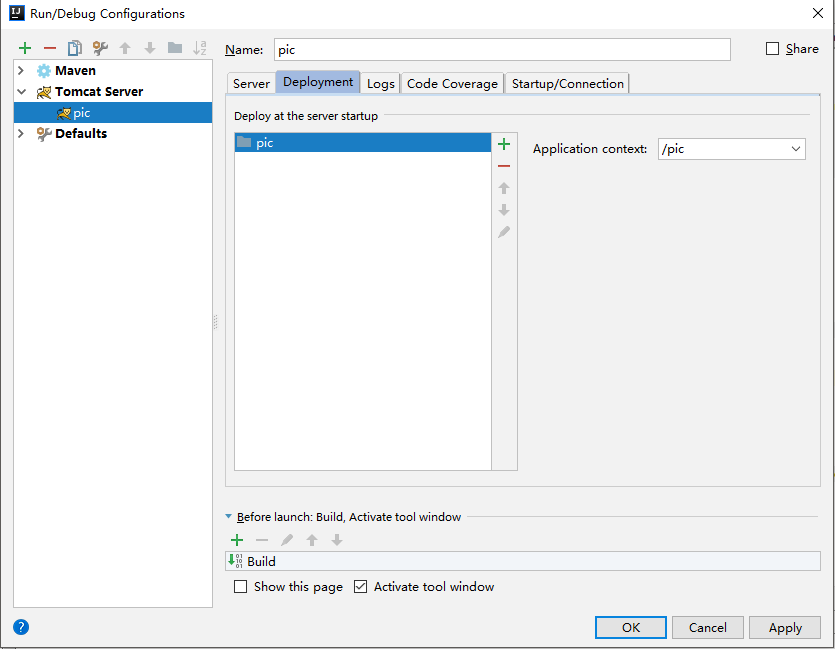 Run/Debug Configurations
Name: pic Share
Maven
Tomcat Server
pic
Defaults
Server Deployment Logs Code Coverage Startup/Connection
Deploy at the server startup
pic
Application context: /pic
Before launch: Build, Activate tool window
Build
Show this page Activate tool window
OK Cancel Apply